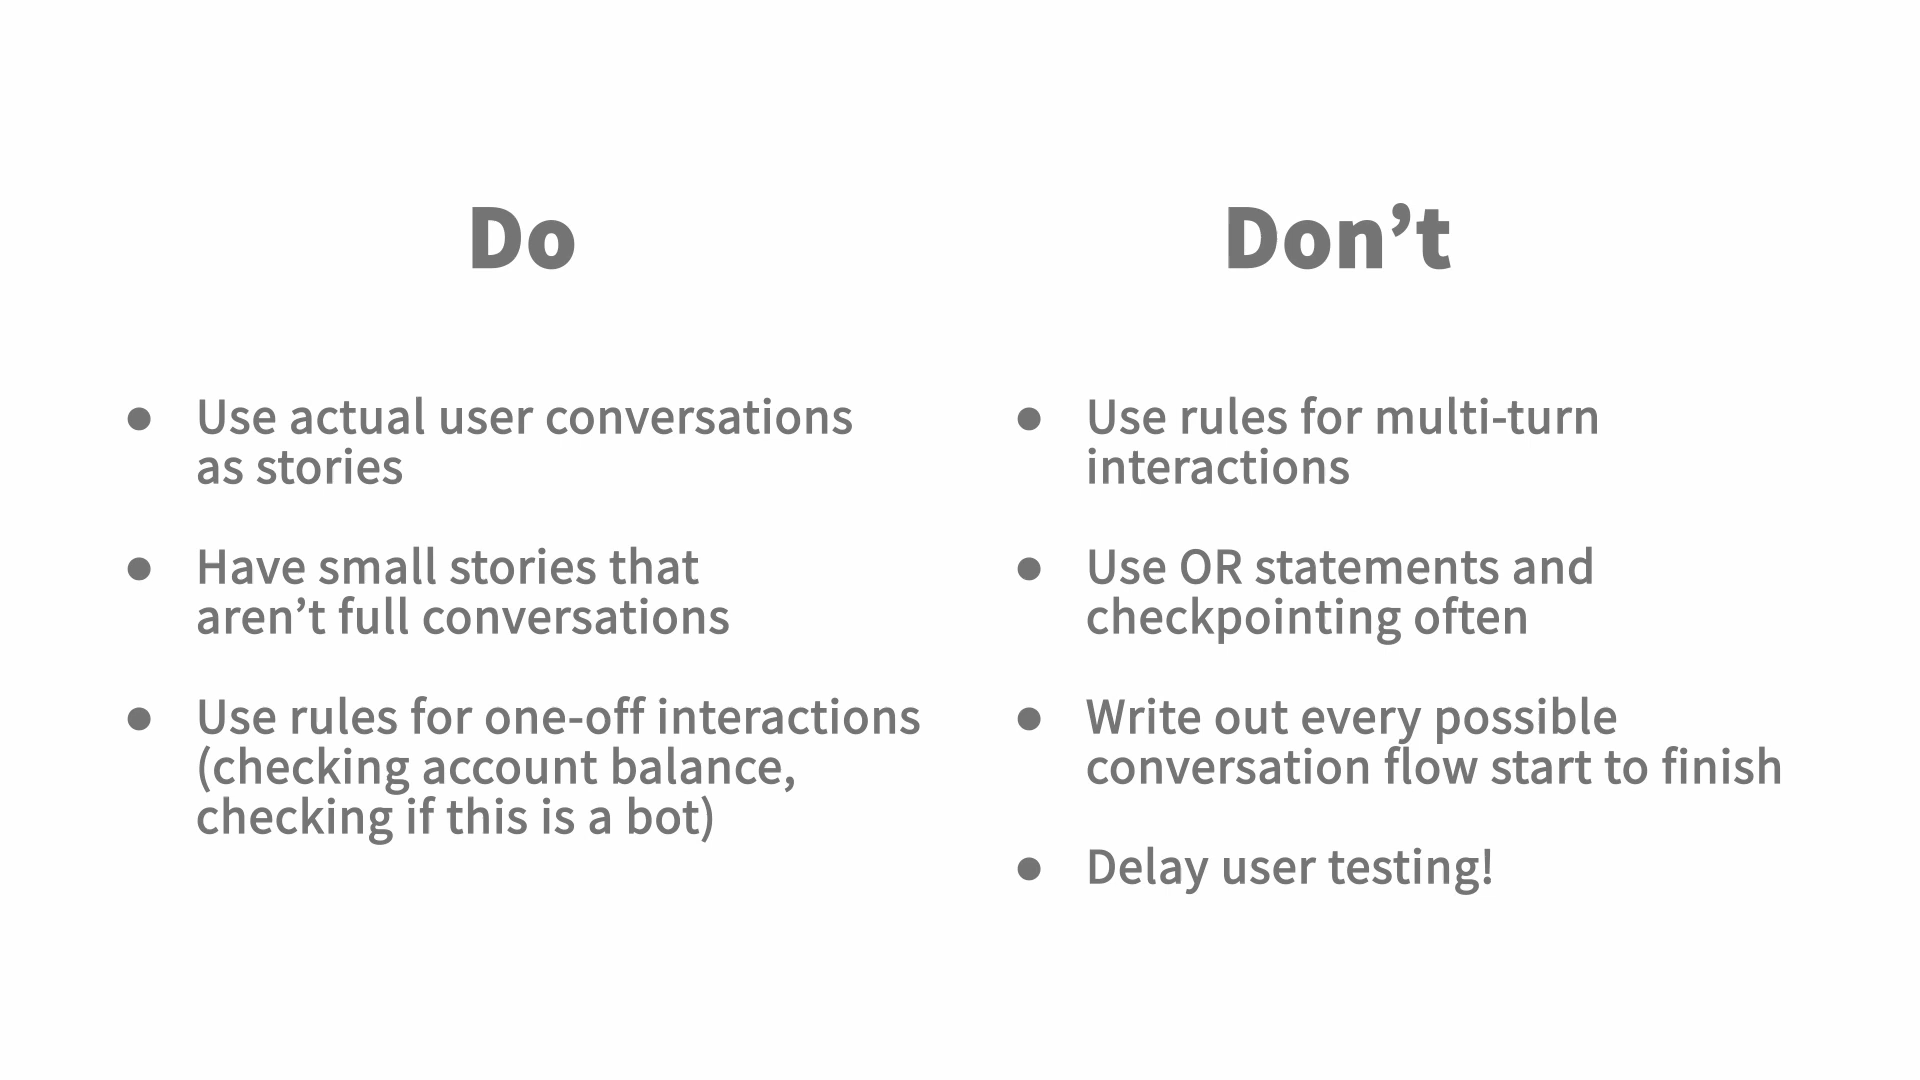 Do
● Use actual user conversations
as stories
● Have small stories that
aren’t full conversations
● Use rules for one-off interactions
(checking account balance,
checking if this is a bot)
Don’t
● Use rules for multi-turn
interactions
● Use OR statements and
checkpointing often
● Write out every possible
conversation flow start to finish
● Delay user testing!